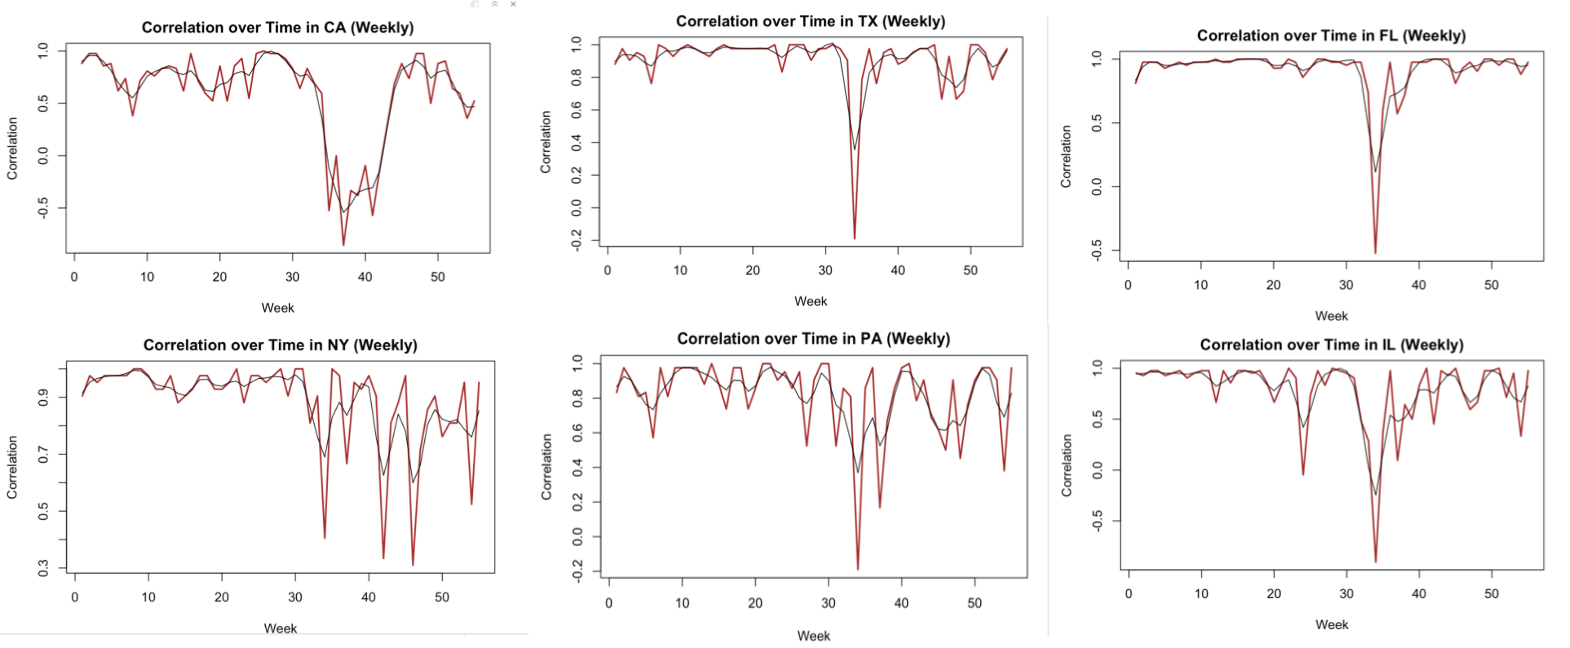 Correlation over Time in CA (Weekly)
Correlation
1.0
0.5
0.0
-0.5
0 10 20 30 40 50
Week
Correlation over Time in TX (Weekly)
Correlation
1.0
0.8
0.6
0.4
0.2
0.0
-0.2
0 10 20 30 40 50
Week
Correlation over Time in FL (Weekly)
Correlation
1.0
0.5
0.0
-0.5
0 10 20 30 40 50
Week
Correlation over Time in NY (Weekly)
Correlation
0.9
0.7
0.5
0.3
0 10 20 30 40 50
Week
Correlation over Time in PA (Weekly)
Correlation
1.0
0.8
0.6
0.4
0.2
0.0
-0.2
0 10 20 30 40 50
Week
Correlation over Time in IL (Weekly)
Correlation
1.0
0.5
0.0
-0.5
0 10 20 30 40 50
Week